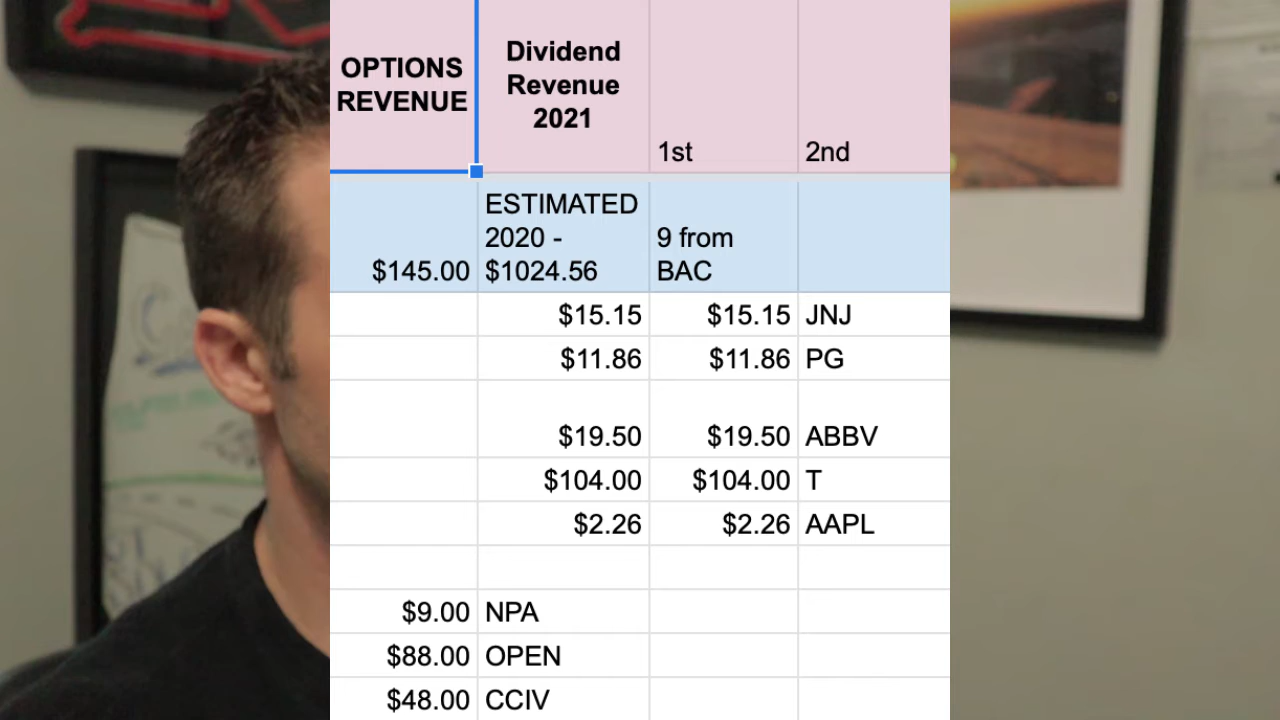 OPTIONS
REVENUE
Dividend
Revenue
2021
1st
2nd
$145.00
ESTIMATED
2020 -
$1024.56
9 from
BAC
$15.15 $15.15 JNJ
$11.86 $11.86 PG
$19.50 $19.50 ABBV
$104.00 $104.00 T
$2.26 $2.26 AAPL
$9.00 NPA
$88.00 OPEN
$48.00 CCIV